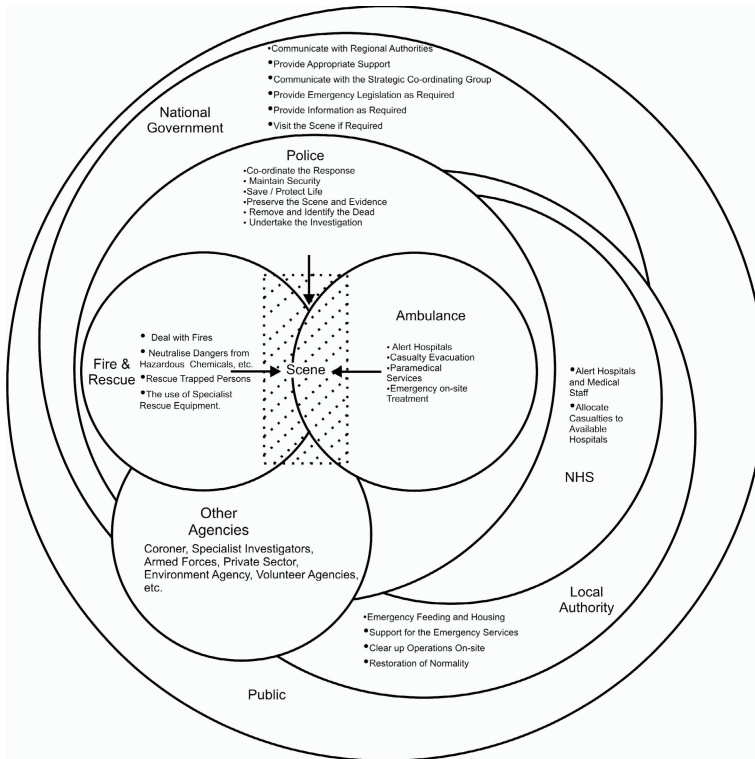 •Communicate with Regional Authorities
•Provide Appropriate Support
•Communicate with the Strategic Co-ordinating Group
•Provide Emergency Legislation as Required
•Provide Information as Required
•Visit the Scene if Required
National
Government
Police
•Co-ordinate the Response
• Maintain Security
•Save / Protect Life
•Preserve the Scene and Evidence
• Remove and Identify the Dead
• Undertake the Investigation
Fire &
Rescue
• Deal with Fires
• Neutralise Dangers from
Hazardous Chemicals, etc.
•Rescue Trapped Persons
•The use of Specialist
Rescue Equipment.
Scene
Ambulance
• Alert Hospitals
•Casualty Evacuation
•Paramedical
Services
•Emergency on-site
Treatment
•Alert Hospitals
and Medical
Staff
•Allocate
Casualties to
Available
Hospitals
NHS
Other
Agencies
Coroner, Specialist Investigators,
Armed Forces, Private Sector,
Environment Agency, Volunteer Agencies,
etc.
Local
Authority
•Emergency Feeding and Housing
•Support for the Emergency Services
•Clear up Operations On-site
•Restoration of Normality
Public